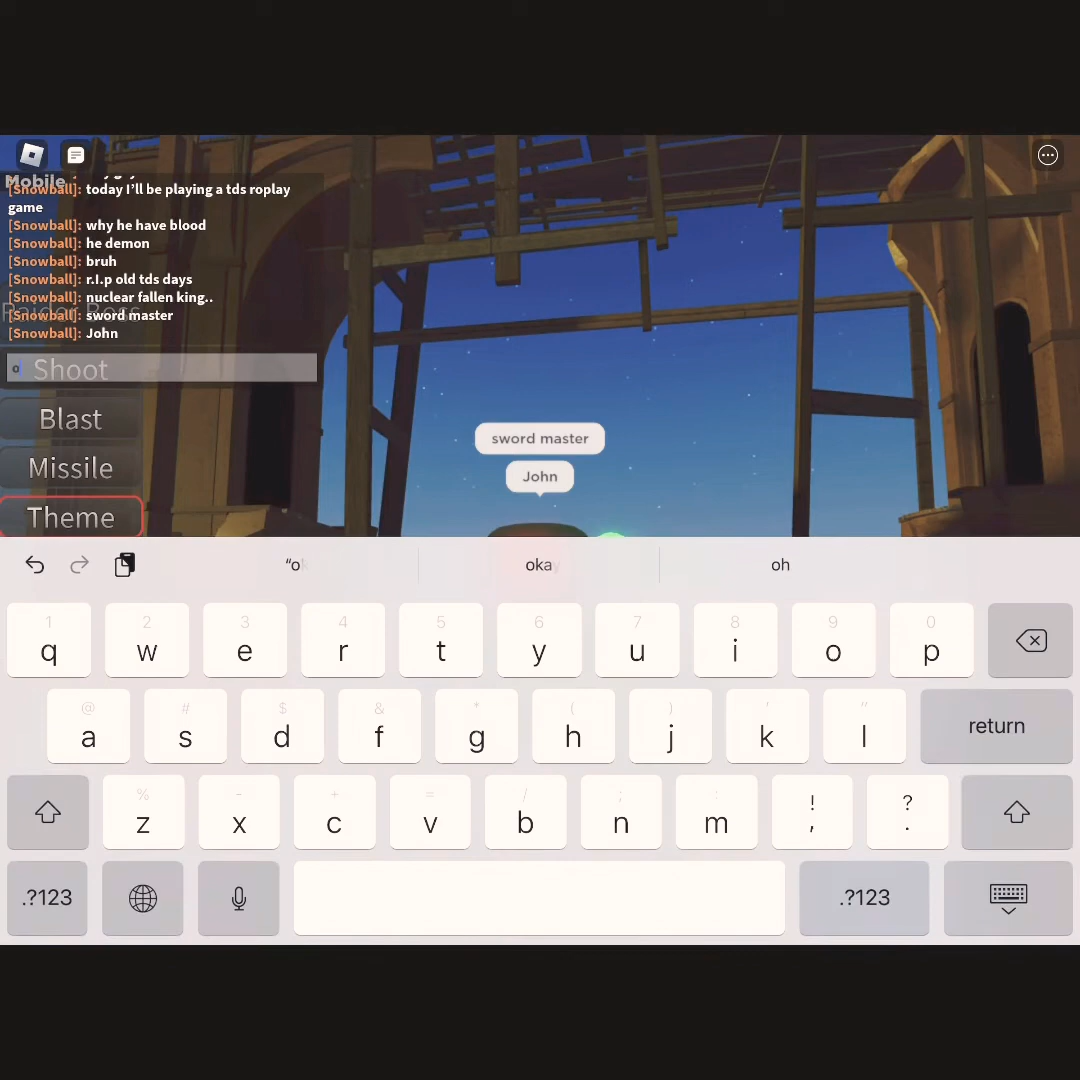 Mobile
[Snowball]: today I’ll be playing a tds roplay
game
[Snowball]: why he have blood
[Snowball]: he demon
[Snowball]: bruh
[Snowball]: r.I.p old tds days
[Snowball]: nuclear fallen king..
[Snowball]: sword master
[Snowball]: John
o
Shoot
Blast
Missile
Theme
sword master
John
“o
okay
oh
1 2 3 4 5 6 7 8 9 0
q w e r t y u i o p
@ # $ & * ( ) ' "
a s d f g h j k l return
% - + = / ; : ! ?
z x c v b n m , .
.?123 .?123